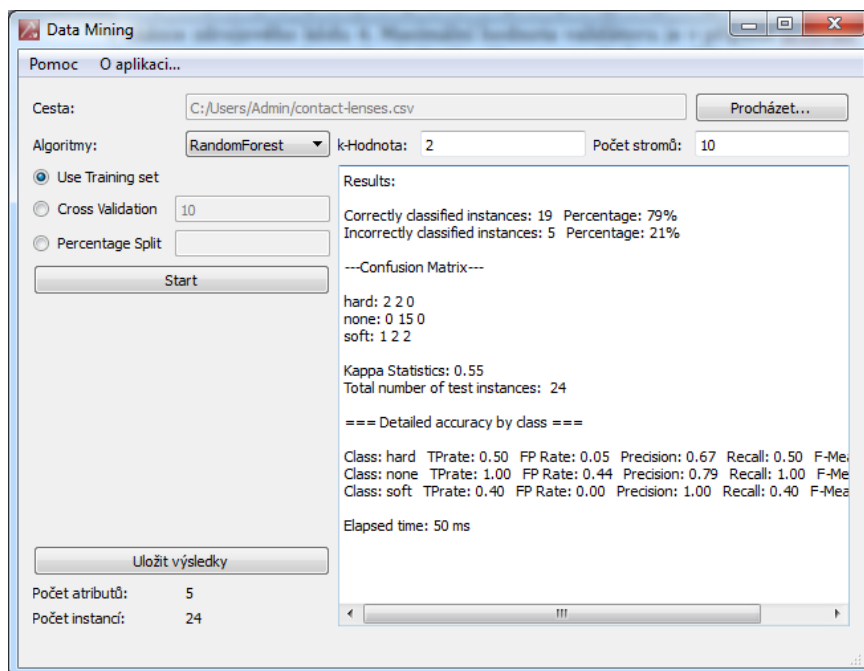 Data Mining
Pomoc O aplikaci...
Cesta: C:/Users/Admin/contact-lenses.csv Procházet...
Algoritmy: RandomForest k-Hodnota: 2 Počet stromů: 10
Use Training set
Cross Validation 10
Percentage Split
Start
Results:
Correctly classified instances: 19 Percentage: 79%
Incorrectly classified instances: 5 Percentage: 21%
---Confusion Matrix---
hard: 2 2 0
none: 0 15 0
soft: 1 2 2
Kappa Statistics: 0.55
Total number of test instances: 24
=== Detailed accuracy by class ===
Class: hard TPrate: 0.50 FP Rate: 0.05 Precision: 0.67 Recall: 0.50 F-Mea
Class: none TPrate: 1.00 FP Rate: 0.44 Precision: 0.79 Recall: 1.00 F-Me
Class: soft TPrate: 0.40 FP Rate: 0.00 Precision: 1.00 Recall: 0.40 F-Mea
Elapsed time: 50 ms
Uložit výsledky
Počet atributů: 5
Počet instancí: 24